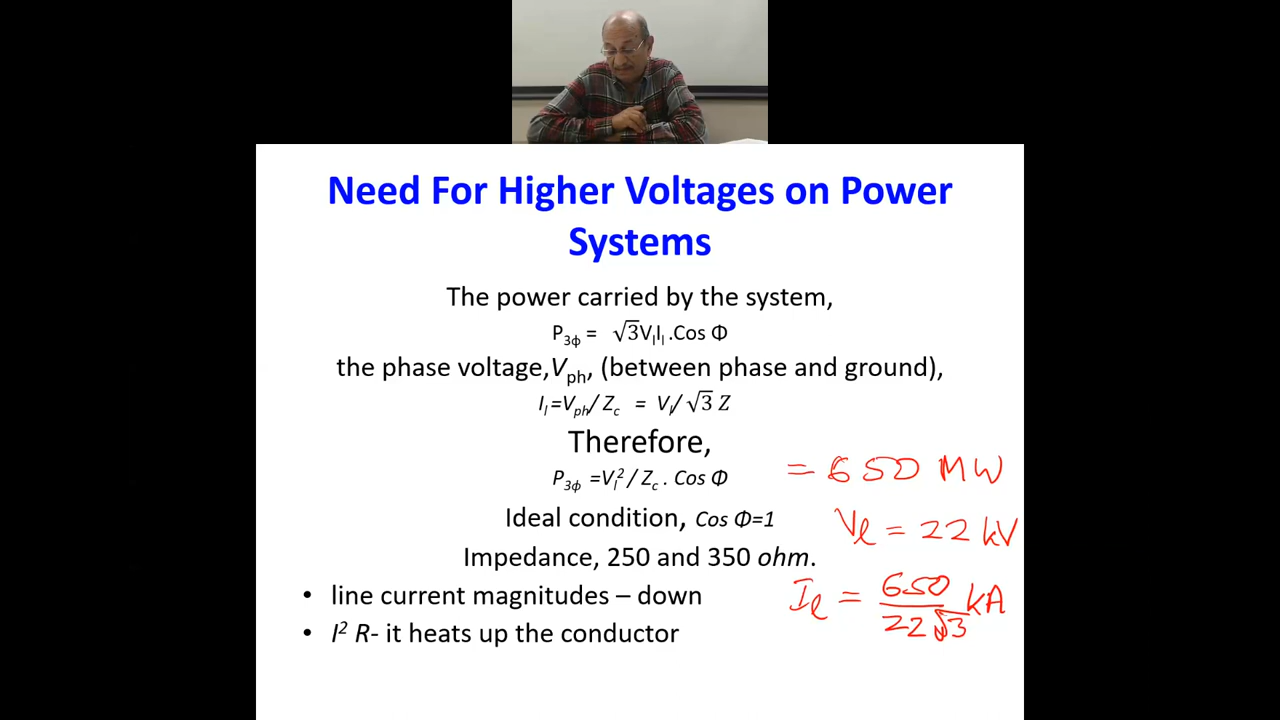 Need For Higher Voltages on Power
Systems
The power carried by the system,
P3ϕ = √3VlIl .Cos Φ
the phase voltage,Vph, (between phase and ground),
Il=Vph/ Zc = Vl/ √3 Z
Therefore,
P3ϕ =Vl²/ Zc . Cos Φ
= 650 MW
Ideal condition, Cos Φ=1
Vl = 22 kV
Impedance, 250 and 350 ohm.
• line current magnitudes – down
Il = 650/22√3 kA
• I² R- it heats up the conductor